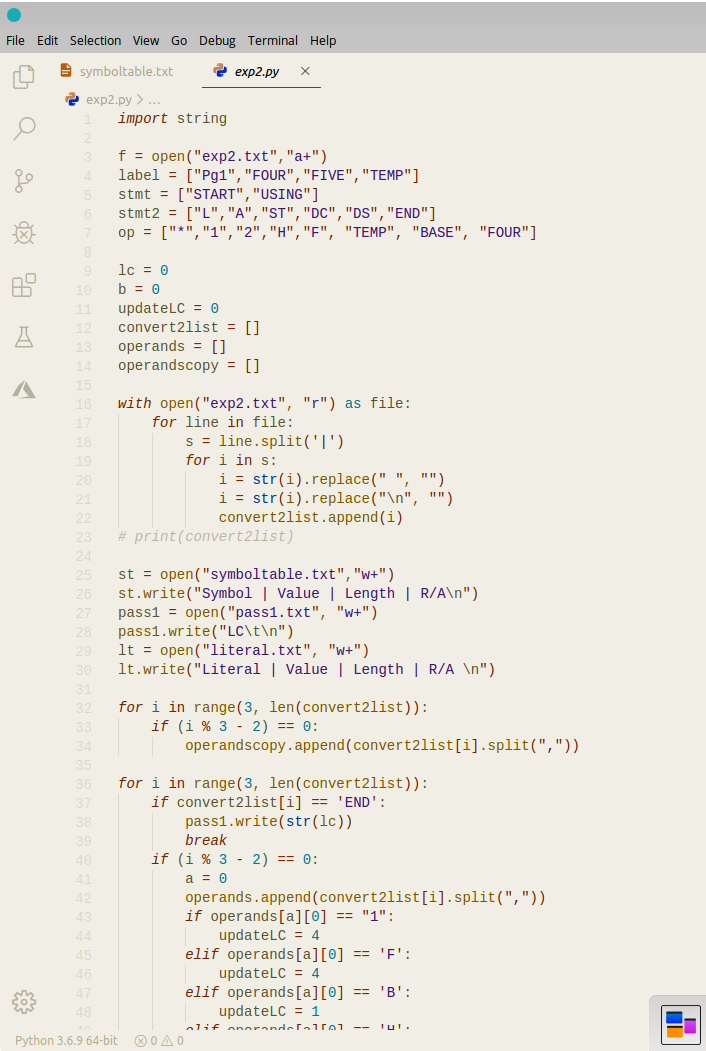 File Edit Selection View Go Debug Terminal Help
symboltable.txt exp2.py ×
exp2.py > ...
1 import string
2
3 f = open("exp2.txt","a+")
4 label = ["Pg1","FOUR","FIVE","TEMP"]
5 stmt = ["START","USING"]
6 stmt2 = ["L","A","ST","DC","DS","END"]
7 op = ["*","1","2","H","F", "TEMP", "BASE", "FOUR"]
8
9 lc = 0
10 b = 0
11 updateLC = 0
12 convert2list = []
13 operands = []
14 operandscopy = []
15
16 with open("exp2.txt", "r") as file:
17     for line in file:
18         s = line.split('|')
19         for i in s:
20             i = str(i).replace(" ", "")
21             i = str(i).replace("\n", "")
22             convert2list.append(i)
23 # print(convert2list)
24
25 st = open("symboltable.txt","w+")
26 st.write("Symbol | Value | Length | R/A\n")
27 pass1 = open("pass1.txt", "w+")
28 pass1.write("LC\t\n")
29 lt = open("literal.txt", "w+")
30 lt.write("Literal | Value | Length | R/A \n")
31
32 for i in range(3, len(convert2list)):
33     if (i % 3 - 2) == 0:
34         operandscopy.append(convert2list[i].split(","))
35
36 for i in range(3, len(convert2list)):
37     if convert2list[i] == 'END':
38         pass1.write(str(lc))
39         break
40     if (i % 3 - 2) == 0:
41         a = 0
42         operands.append(convert2list[i].split(","))
43         if operands[a][0] == "1":
44             updateLC = 4
45         elif operands[a][0] == 'F':
46             updateLC = 4
47         elif operands[a][0] == 'B':
48             updateLC = 1
49         elif operands[a][0] == 'H':
Python 3.6.9 64-bit 0 0